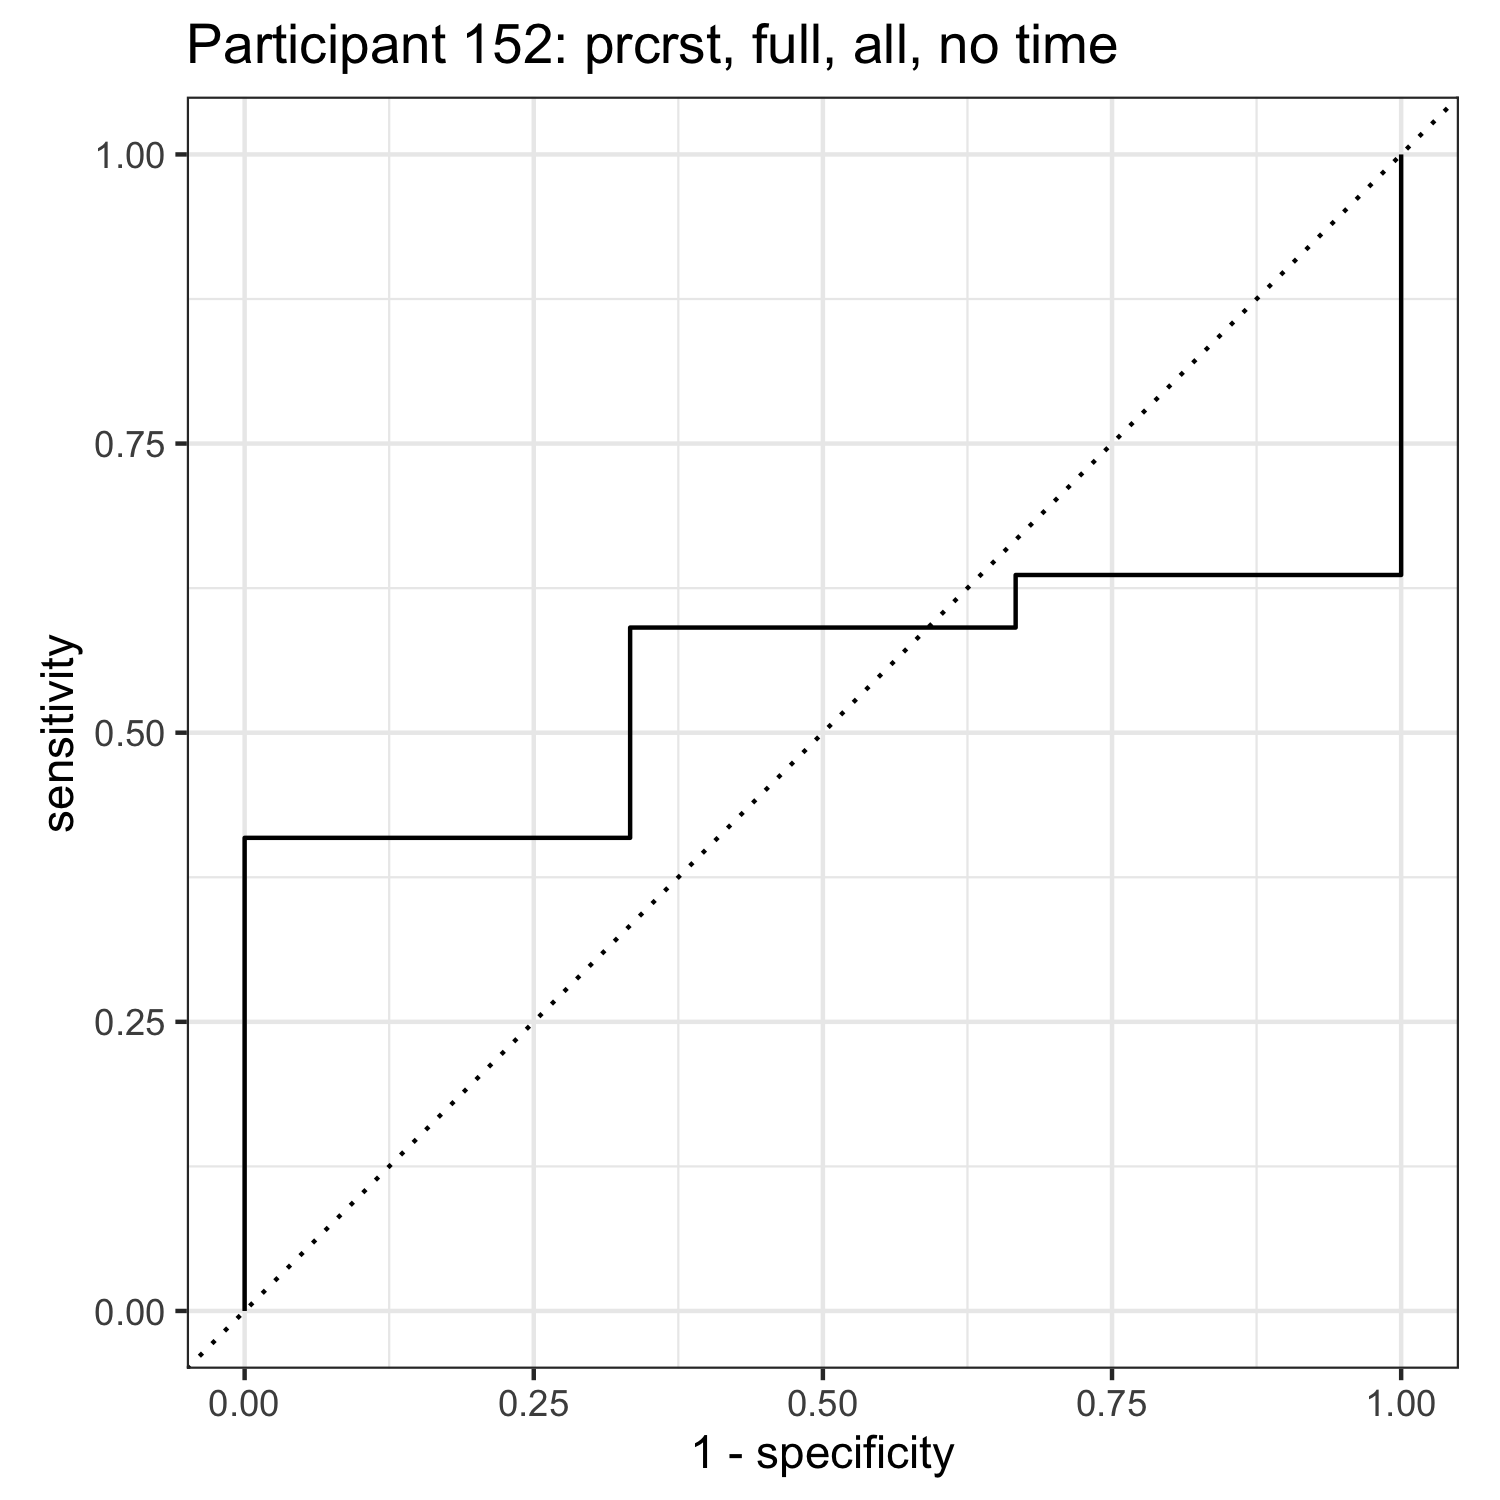 Participant 152: prcrst, full, all, no time
1.00
0.75
0.50
0.25
0.00
sensitivity
0.00 0.25 0.50 0.75 1.00
1 - specificity